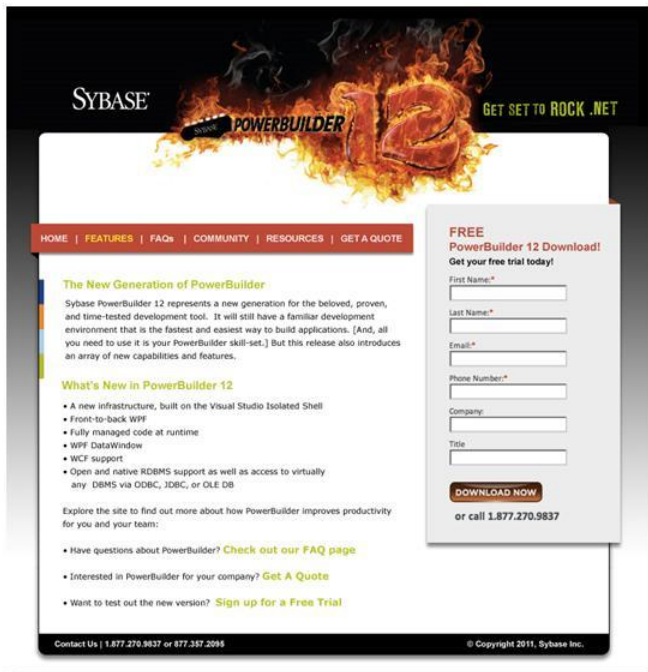 SYBASE®
SYBASE POWERBUILDER 12
GET SET TO ROCK .NET
HOME | FEATURES | FAQs | COMMUNITY | RESOURCES | GET A QUOTE
The New Generation of PowerBuilder
Sybase PowerBuilder 12 represents a new generation for the beloved, proven,
and time-tested development tool. It will still have a familiar development
environment that is the fastest and easiest way to build applications. [And, all
you need to use it is your PowerBuilder skill-set.] But this release also introduces
an array of new capabilities and features.
What's New in PowerBuilder 12
• A new infrastructure, built on the Visual Studio Isolated Shell
• Front-to-back WPF
• Fully managed code at runtime
• WPF DataWindow
• WCF support
• Open and native RDBMS support as well as access to virtually
any DBMS via ODBC, JDBC, or OLE DB
Explore the site to find out more about how PowerBuilder improves productivity
for you and your team:
• Have questions about PowerBuilder? Check out our FAQ page
• Interested in PowerBuilder for your company? Get A Quote
• Want to test out the new version? Sign up for a Free Trial
FREE
PowerBuilder 12 Download!
Get your free trial today!
First Name:*
Last Name:*
Email:*
Phone Number:*
Company:
Title
DOWNLOAD NOW
or call 1.877.270.9837
Contact Us | 1.877.270.9837 or 877.357.2095
© Copyright 2011, Sybase Inc.